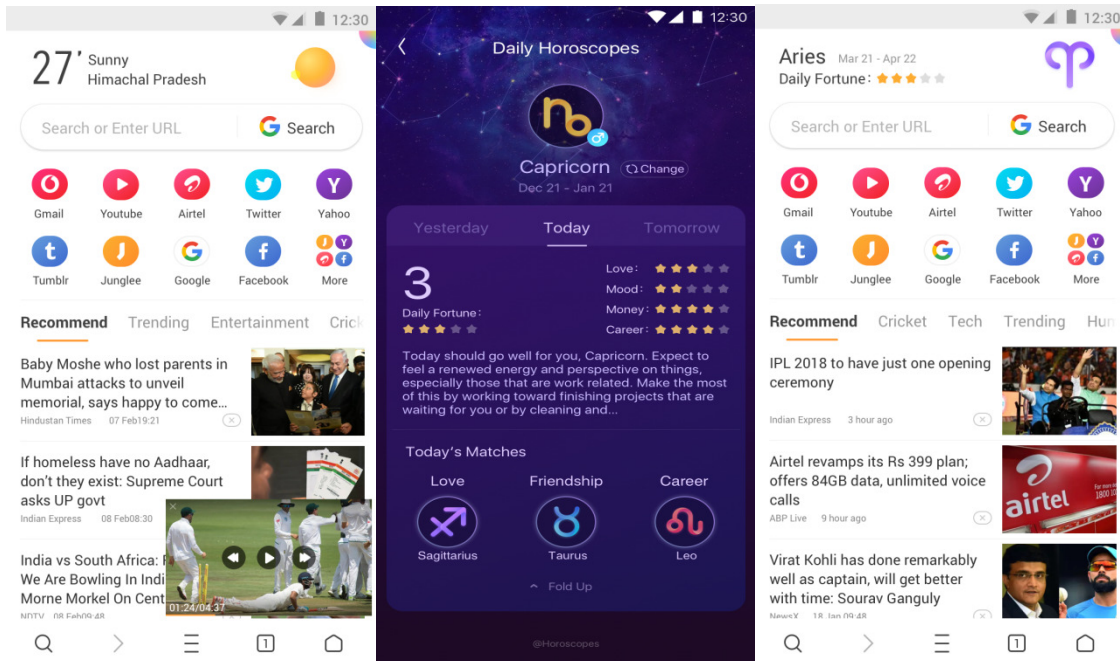 12:30
27° Sunny
Himachal Pradesh
Search or Enter URL
G Search
Gmail Youtube Airtel Twitter Yahoo
Tumblr Junglee Google Facebook More
Recommend Trending Entertainment Crick
Baby Moshe who lost parents in
Mumbai attacks to unveil
memorial, says happy to come...
Hindustan Times 07 Feb19:21
If homeless have no Aadhaar,
don't they exist: Supreme Court
asks UP govt
Indian Express 08 Feb08:30
India vs South Africa:
We Are Bowling In Indi
Morne Morkel On Cent
NDTV 08 Feb09:48
01:24/04:37
1
12:30
Daily Horoscopes
Capricorn Change
Dec 21 - Jan 21
Yesterday Today Tomorrow
3
Daily Fortune:
Love:
Mood:
Money:
Career:
Today should go well for you, Capricorn. Expect to
feel a renewed energy and perspective on things,
especially those that are work related. Make the most
of this by working toward finishing projects that are
waiting for you or by cleaning and...
Today's Matches
Love Friendship Career
Sagittarius Taurus Leo
Fold Up
@Horoscopes
12:30
Aries Mar 21 - Apr 22
Daily Fortune:
Search or Enter URL
G Search
Gmail Youtube Airtel Twitter Yahoo
Tumblr Junglee Google Facebook More
Recommend Cricket Tech Trending Hum
IPL 2018 to have just one opening
ceremony
Indian Express 3 hour ago
Airtel revamps its Rs 399 plan;
offers 84GB data, unlimited voice
calls
ABP Live 9 hour ago
airtel
Virat Kohli has done remarkably
well as captain, will get better
with time: Sourav Ganguly
NewsX 18 Jan 09:48
1